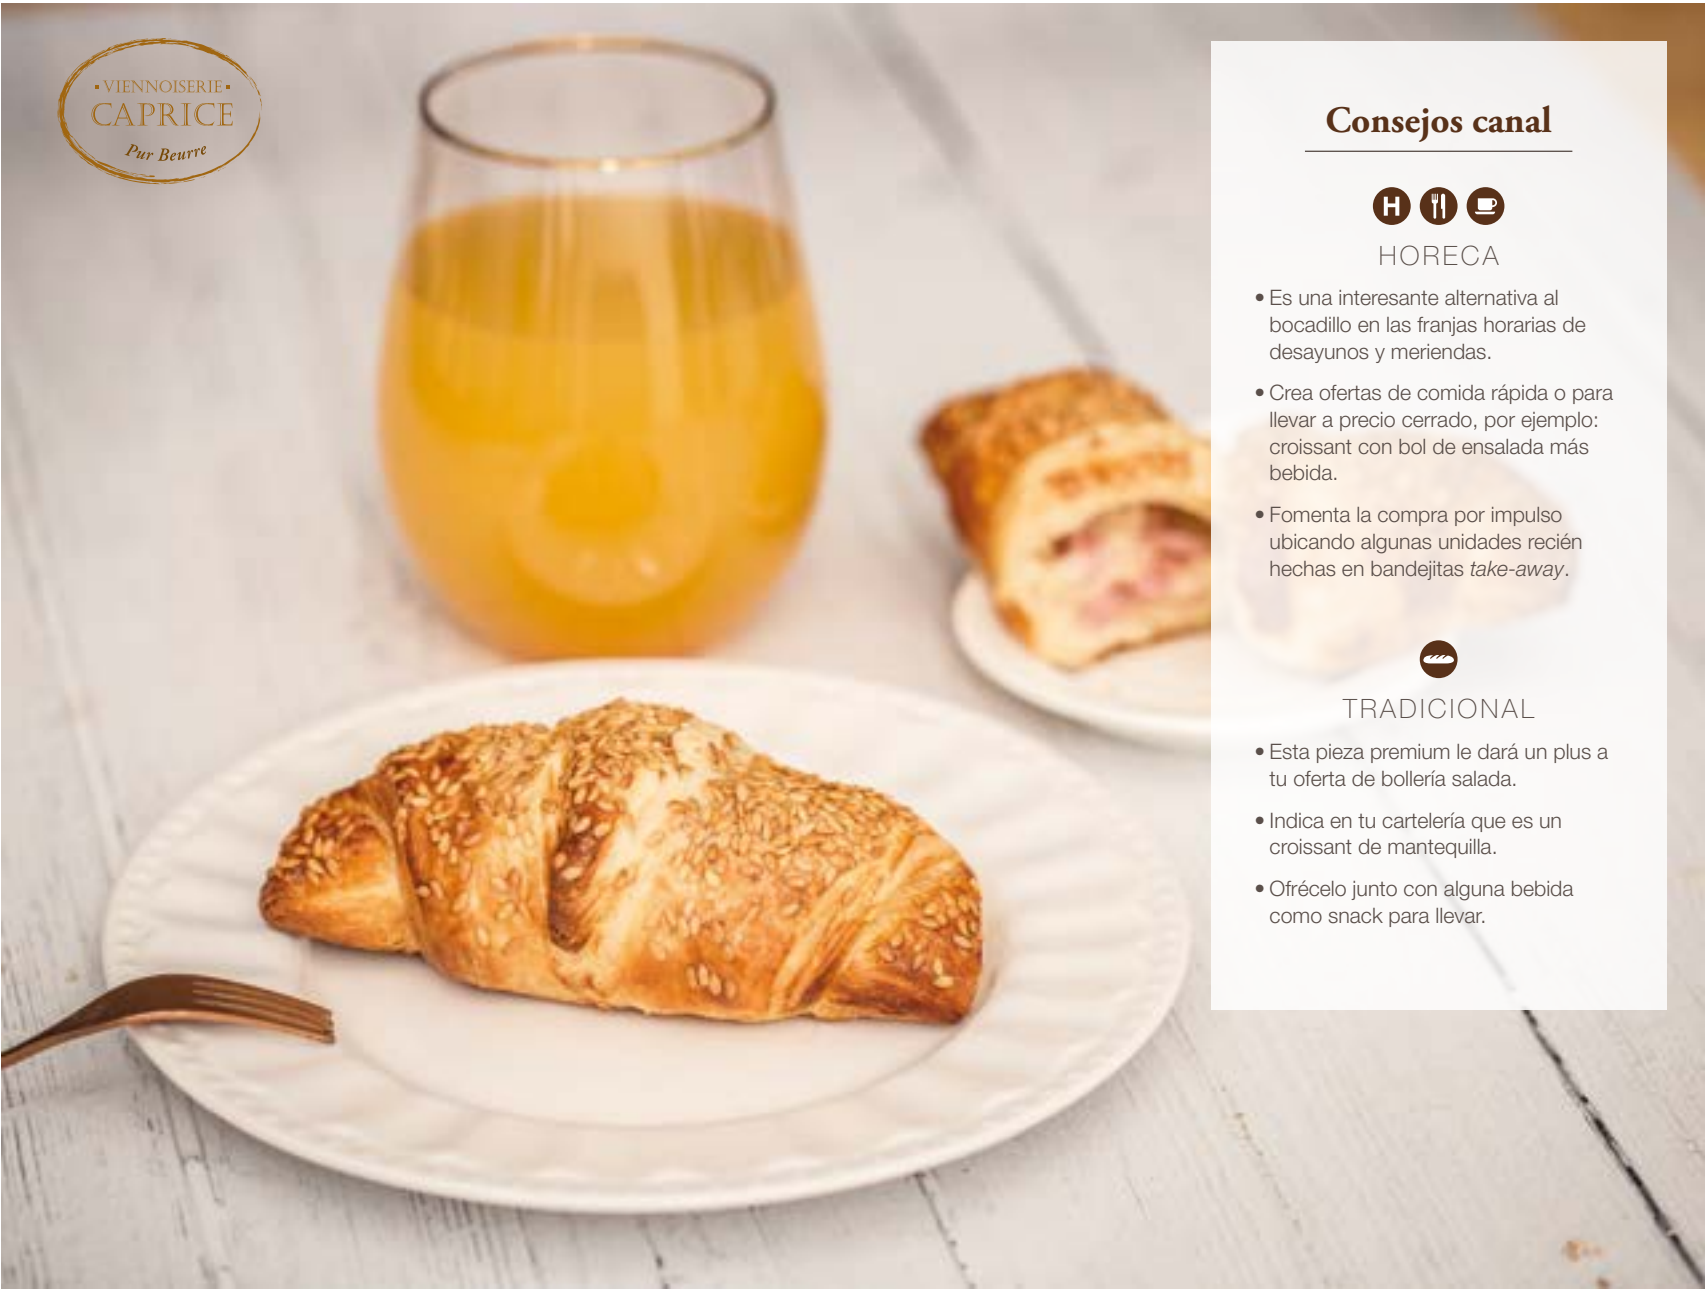 ▪ VIENNOISERIE ▪
CAPRICE
Pur Beurre
Consejos canal
H
HORECA
• Es una interesante alternativa al
bocadillo en las franjas horarias de
desayunos y meriendas.
• Crea ofertas de comida rápida o para
llevar a precio cerrado, por ejemplo:
croissant con bol de ensalada más
bebida.
• Fomenta la compra por impulso
ubicando algunas unidades recién
hechas en bandejitas take-away.
TRADICIONAL
• Esta pieza premium le dará un plus a
tu oferta de bollería salada.
• Indica en tu cartelería que es un
croissant de mantequilla.
• Ofrécelo junto con alguna bebida
como snack para llevar.